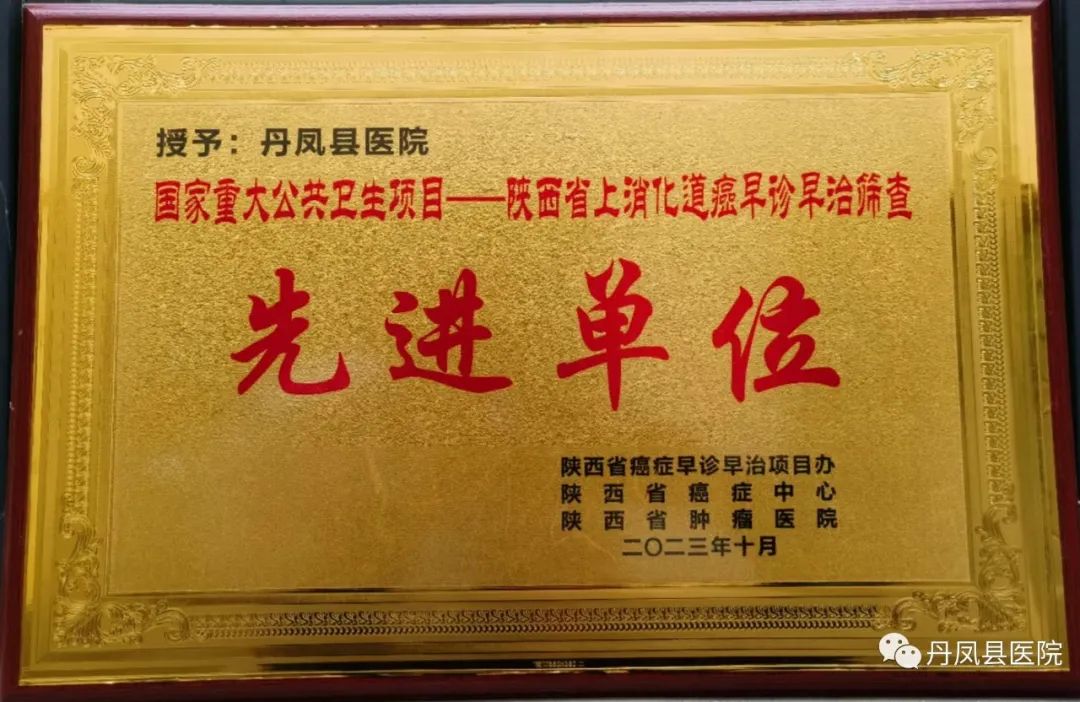 授予：丹凤县医院
国家重大公共卫生项目——陕西省上消化道癌早诊早治筛查
先进单位
陕西省癌症早诊早治项目办
陕西省癌症中心
陕西省肿瘤医院
二〇二三年十月
丹凤县医院